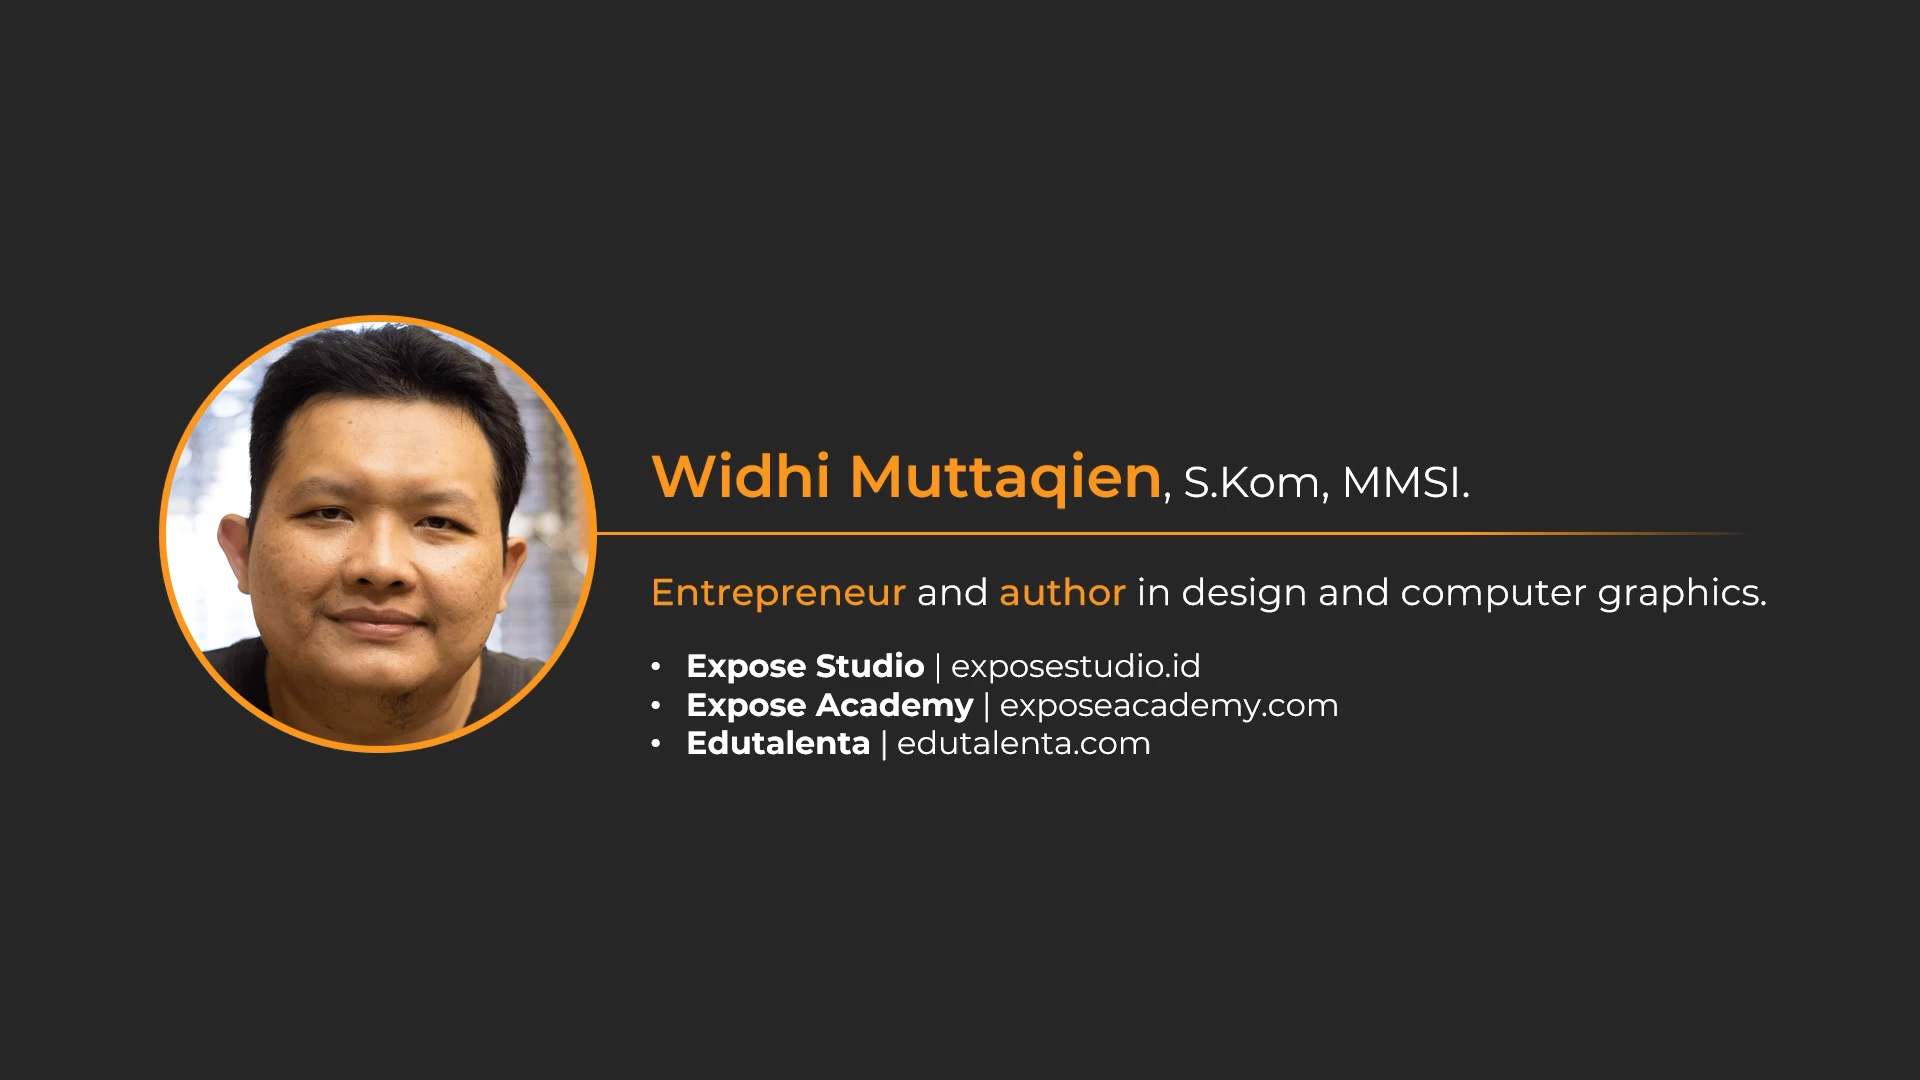 Widhi Muttaqien, S.Kom, MMSI.
Entrepreneur and author in design and computer graphics.
• Expose Studio | exposestudio.id
• Expose Academy | exposeacademy.com
• Edutalenta | edutalenta.com